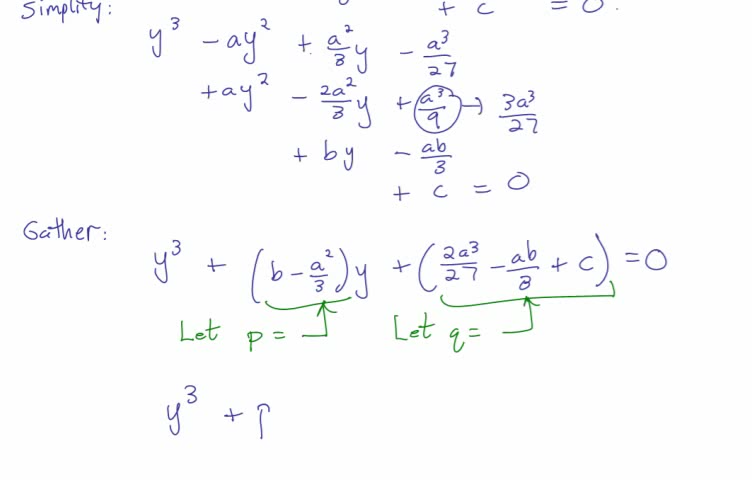 Simplify: + c = 0.
y³ - ay² + a²/3 y - a³/27
+ ay² - 2a²/3 y + a³/9 → 3a³/27
+ by - ab/3
+ c = 0
Gather: y³ + (b - a²/3)y + (2a³/27 - ab/3 + c) = 0
Let p = Let q =
y³ + p